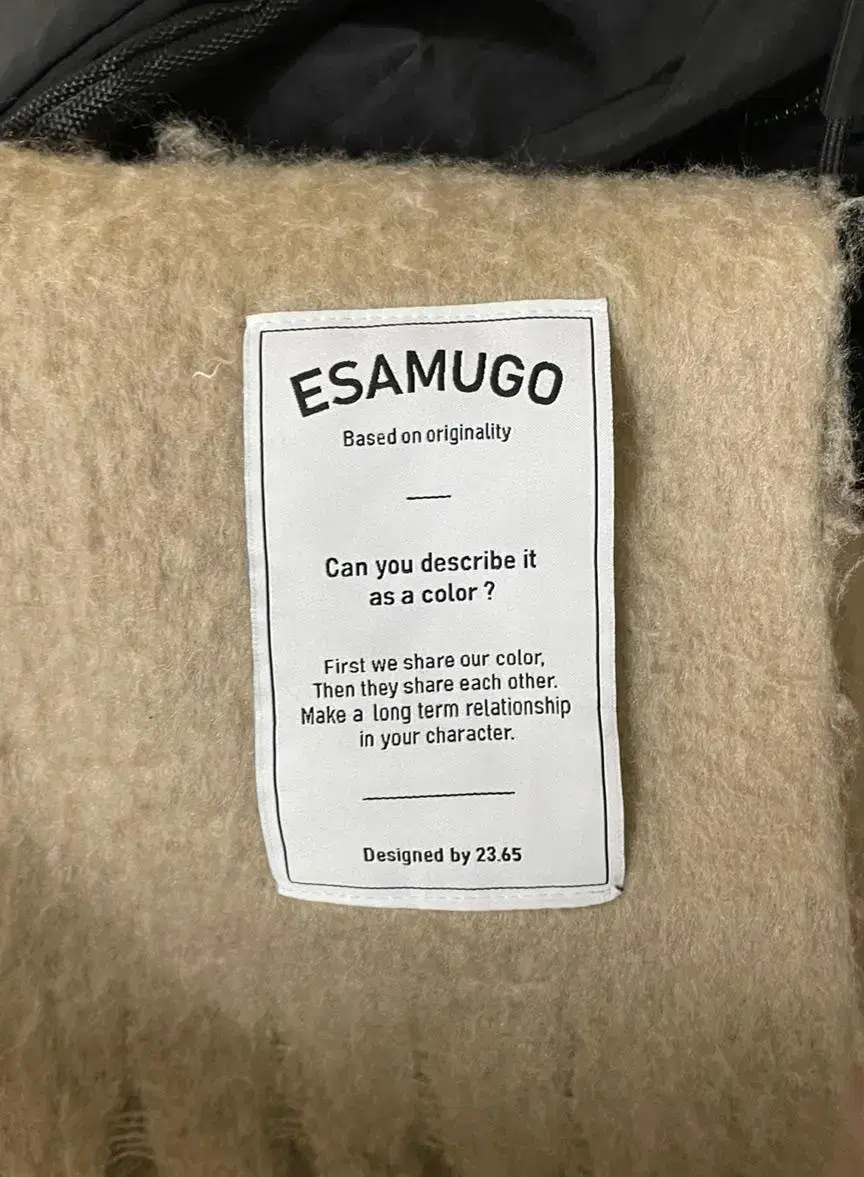 ESAMUGO
Based on originality
Can you describe it
as a color ?
First we share our color,
Then they share each other.
Make a long term relationship
in your character.
Designed by 23.65